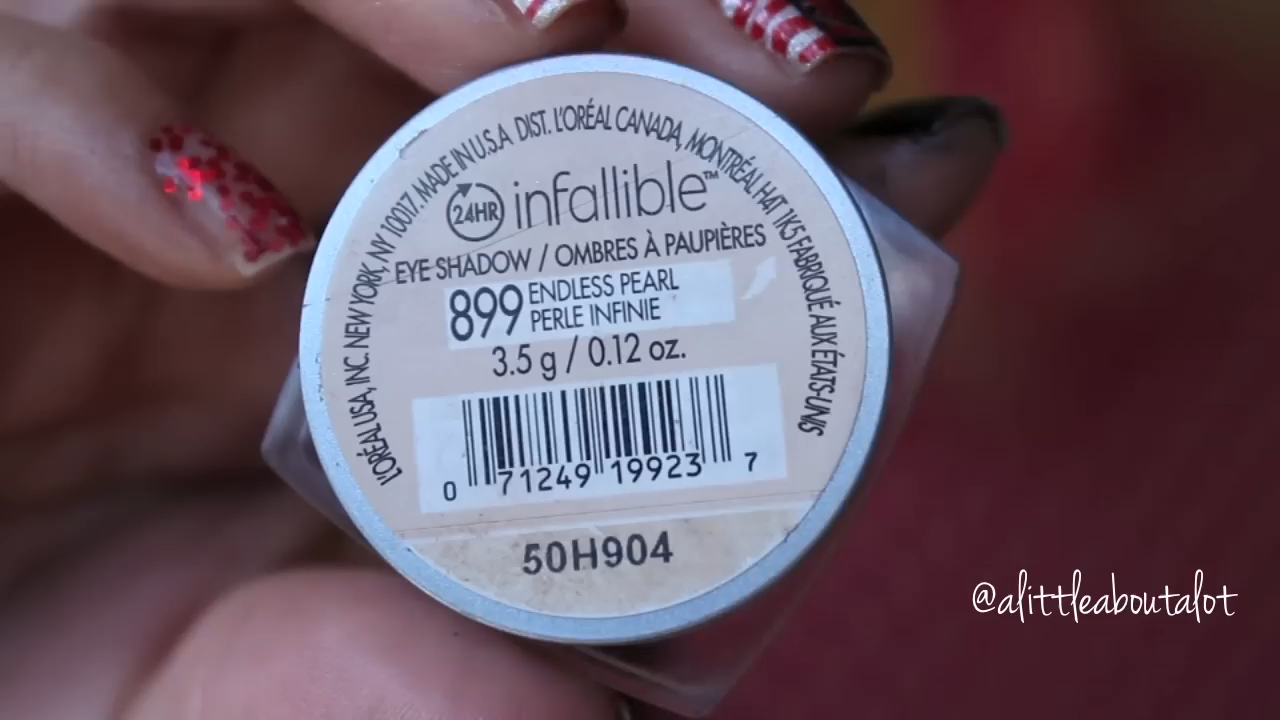 L'ORÉAL USA, INC. NEW YORK, NY 10017. MADE IN U.S.A DIST. L'ORÉAL CANADA, MONTRÉAL H4T 1K5 FABRIQUÉ AUX ÉTATS-UNIS
24HR infallible™
EYE SHADOW / OMBRES À PAUPIÈRES
899 ENDLESS PEARL
PERLE INFINIE
3.5 g / 0.12 oz.
0 71249 19923 7
50H904
@alittleaboutalot